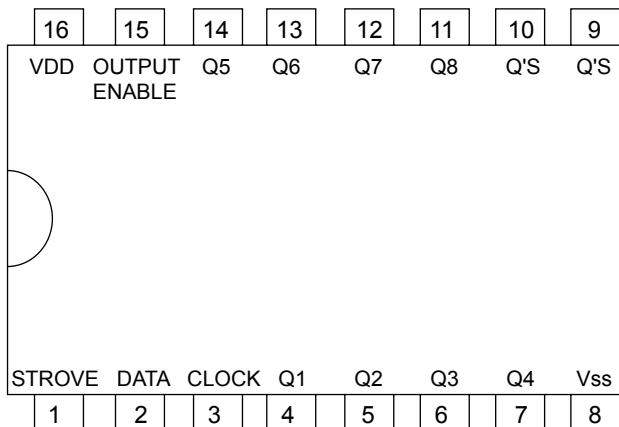 16 15 14 13 12 11 10 9
VDD OUTPUT ENABLE Q5 Q6 Q7 Q8 Q'S Q'S
STROVE DATA CLOCK Q1 Q2 Q3 Q4 Vss
1 2 3 4 5 6 7 8